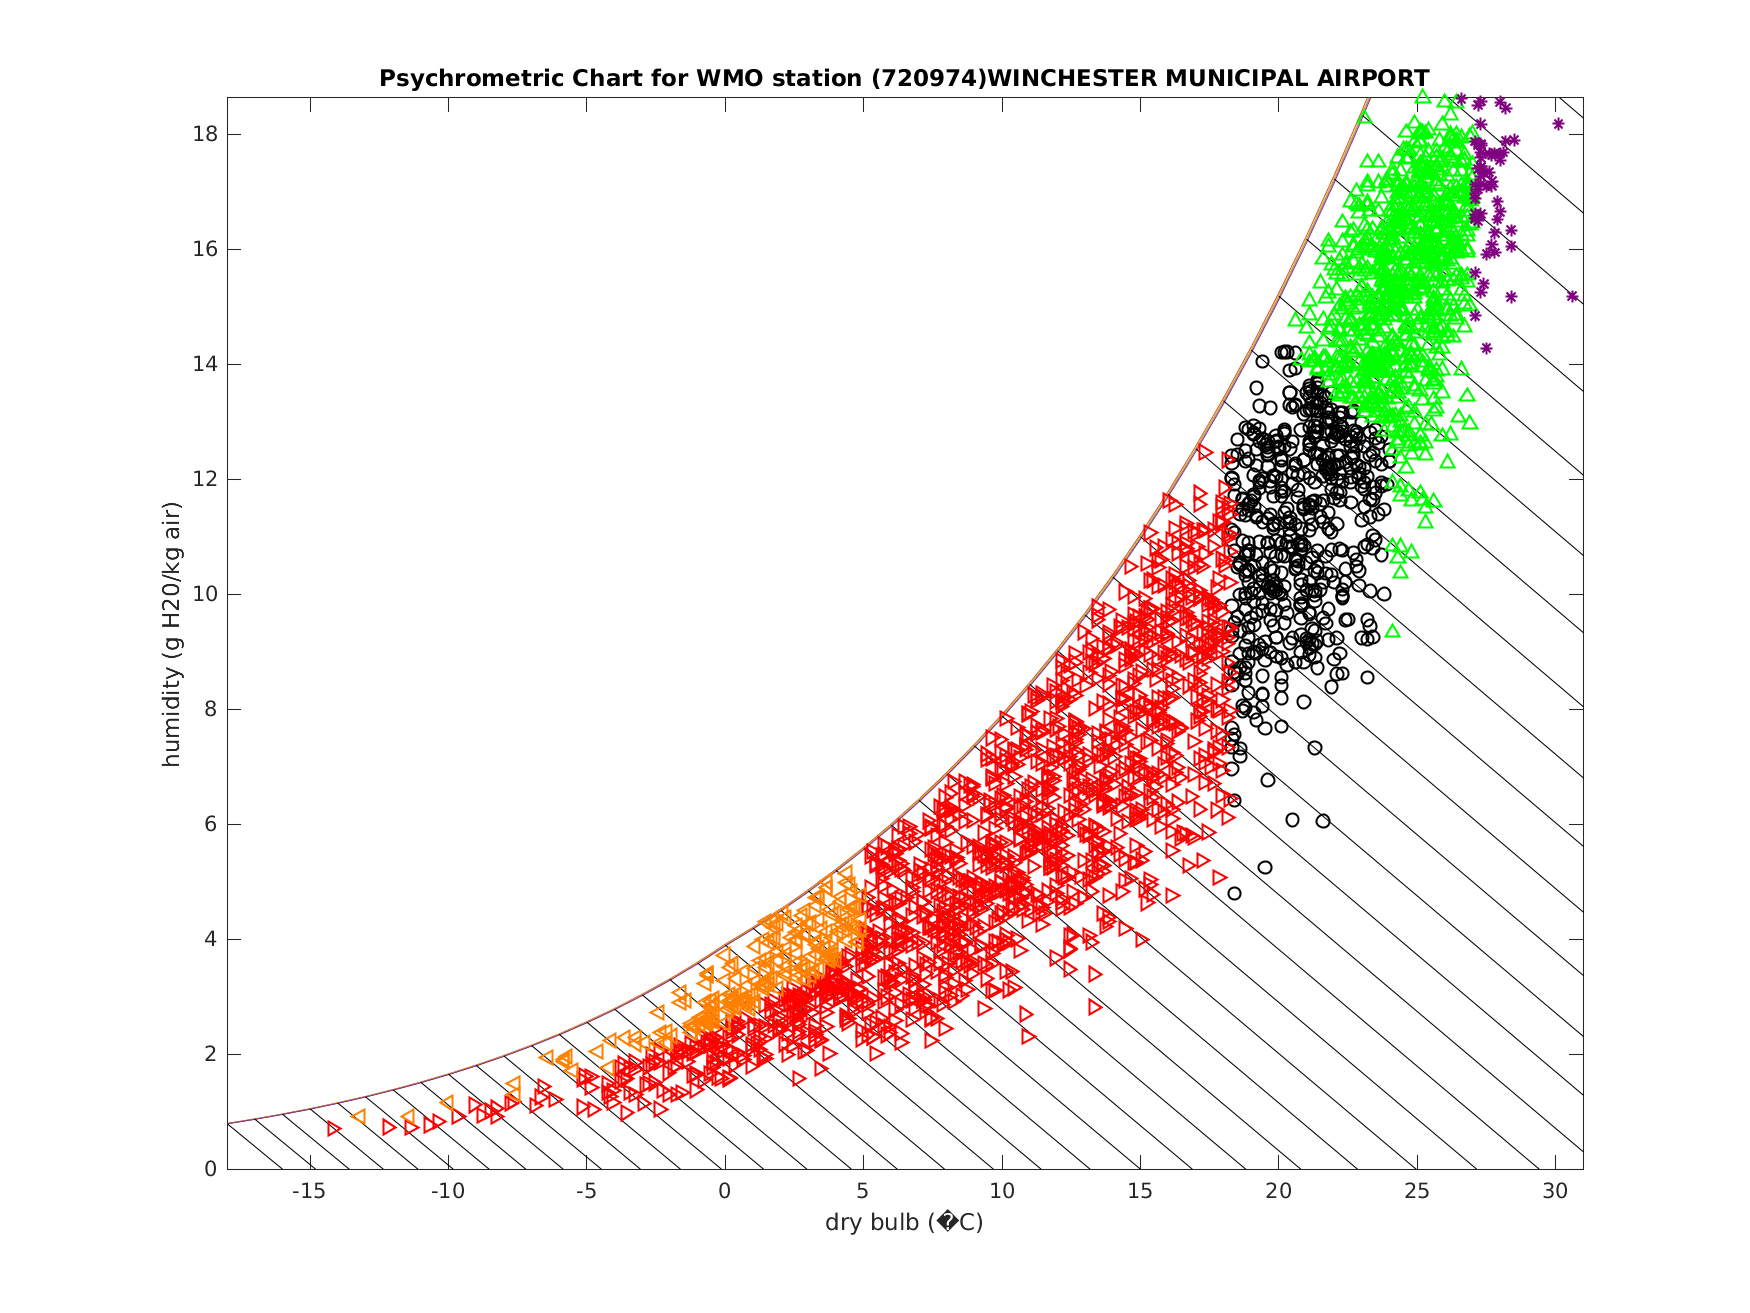 Psychrometric Chart for WMO station (720974)WINCHESTER MUNICIPAL AIRPORT
18
16
14
12
10
8
6
4
2
0
humidity (g H20/kg air)
-15 -10 -5 0 5 10 15 20 25 30
dry bulb (�C)